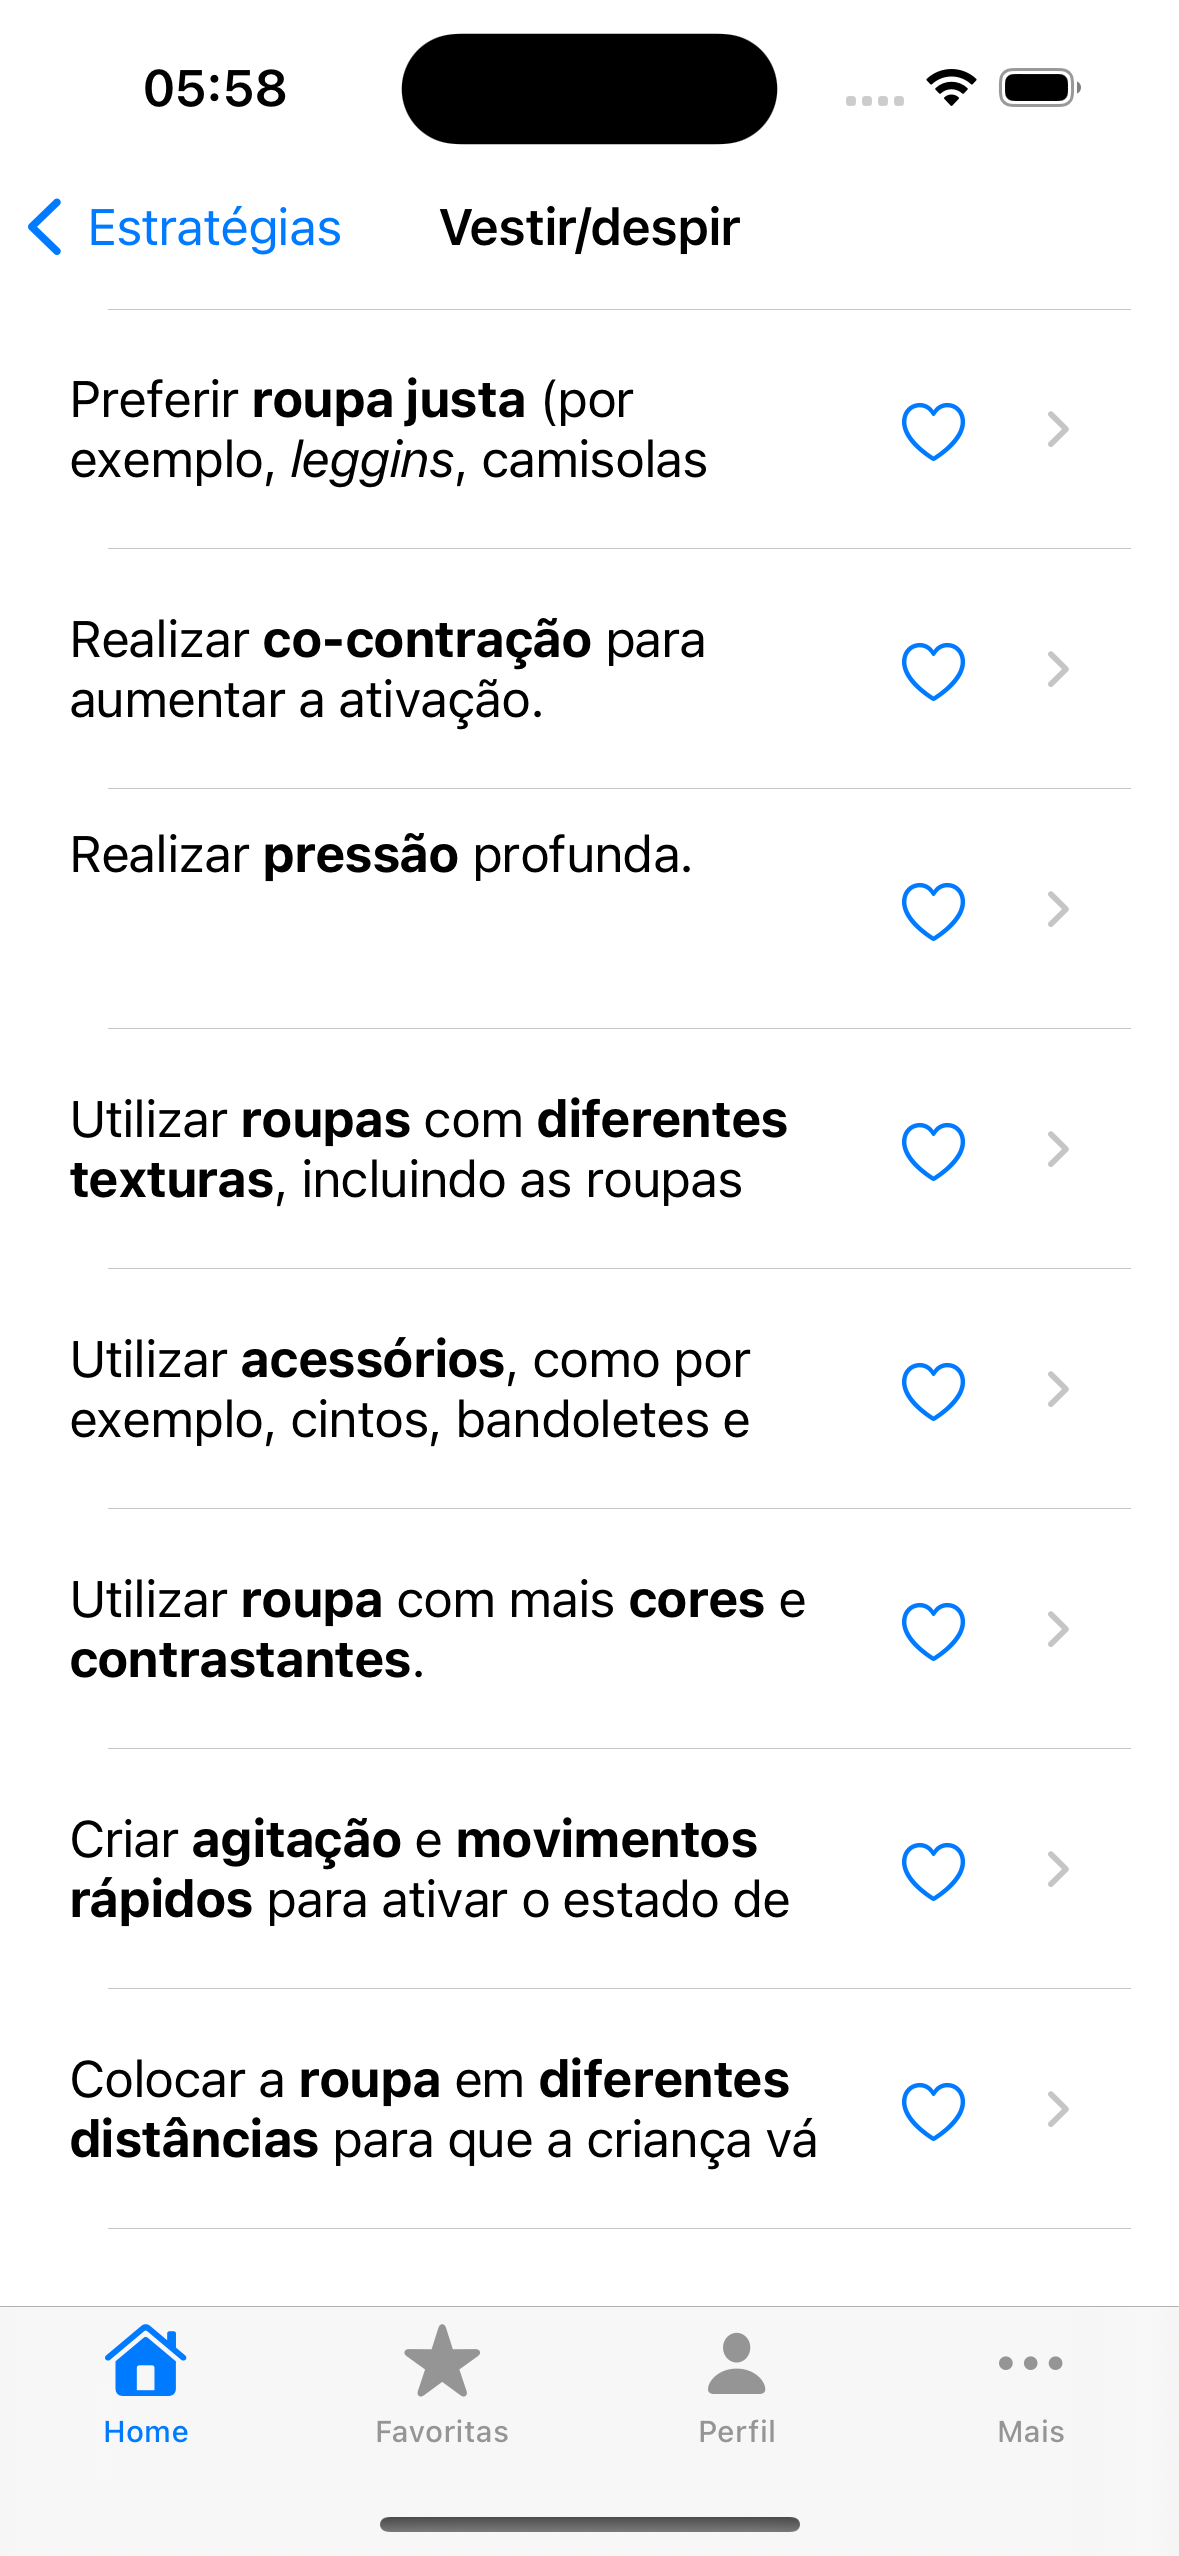 05:58
Estratégias
Vestir/despir
Preferir roupa justa (por
exemplo, leggins, camisolas
Realizar co-contração para
aumentar a ativação.
Realizar pressão profunda.
Utilizar roupas com diferentes
texturas, incluindo as roupas
Utilizar acessórios, como por
exemplo, cintos, bandoletes e
Utilizar roupa com mais cores e
contrastantes.
Criar agitação e movimentos
rápidos para ativar o estado de
Colocar a roupa em diferentes
distâncias para que a criança vá
Home
Favoritas
Perfil
Mais